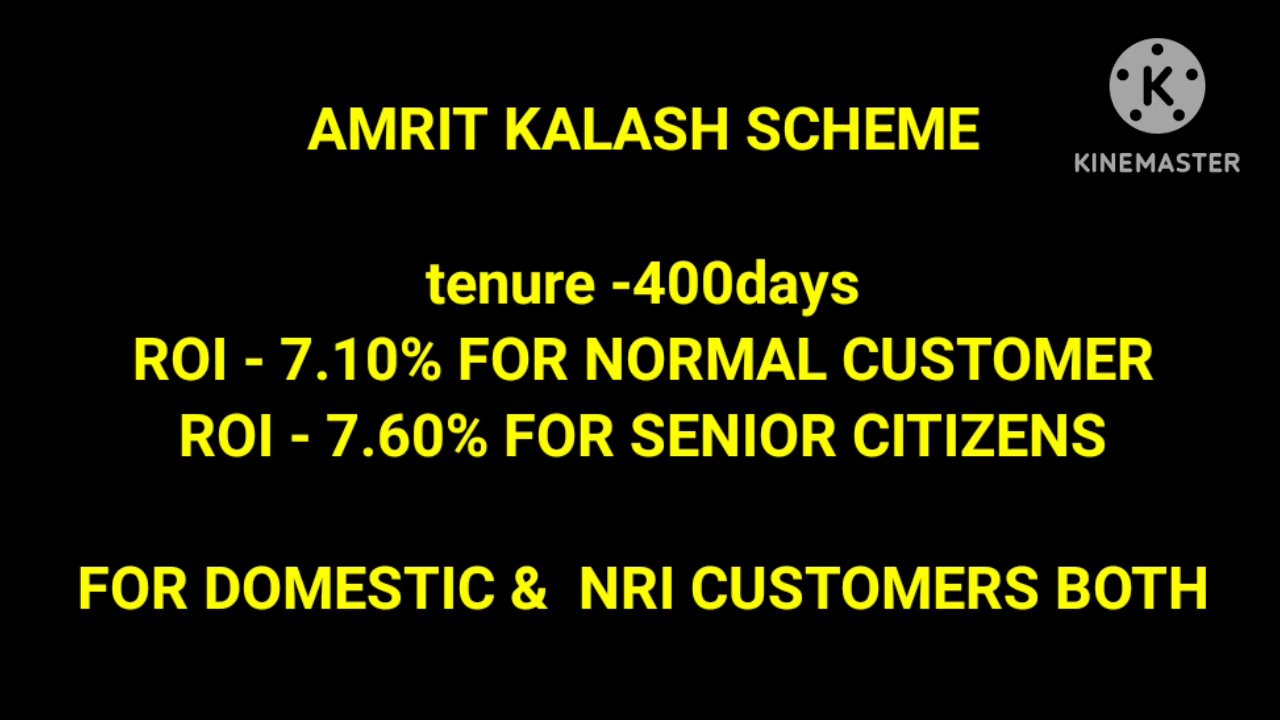 AMRIT KALASH SCHEME
K
KINEMASTER
tenure -400days
ROI - 7.10% FOR NORMAL CUSTOMER
ROI - 7.60% FOR SENIOR CITIZENS
FOR DOMESTIC &  NRI CUSTOMERS BOTH